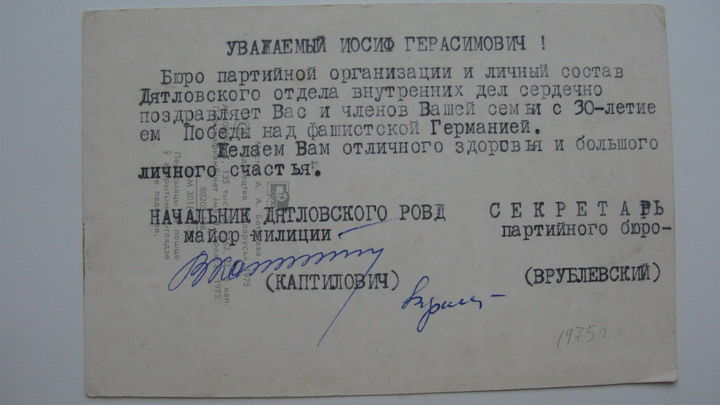 УВАЖАЕМЫЙ ИОСИФ ГЕРАСИМОВИЧ !
Бюро партийной организации и личный состав
Дятловского отдела внутренних дел сердечно
поздравляет Вас и членов Вашей семьи с 30-летие
ем Победы над фашистской Германией.
Желаем Вам отличного здоровья и большого
личного счастья.
НАЧАЛЬНИК ДЯТЛОВСКОГО РОВД
майор милиции
(КАПТИЛОВИЧ)
С Е К Р Е Т А Р Ь
партийного бюро-
(ВРУБЛЕВСКИЙ)
1975г.